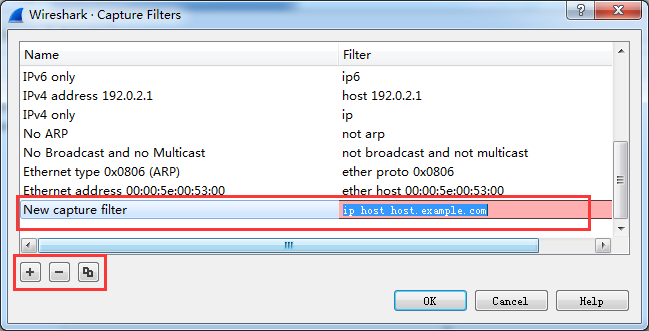 Wireshark · Capture Filters
Name Filter
IPv6 only ip6
IPv4 address 192.0.2.1 host 192.0.2.1
IPv4 only ip
No ARP not arp
No Broadcast and no Multicast not broadcast and not multicast
Ethernet type 0x0806 (ARP) ether proto 0x0806
Ethernet address 00:00:5e:00:53:00 ether host 00:00:5e:00:53:00
New capture filter ip host host.example.com
OK Cancel Help